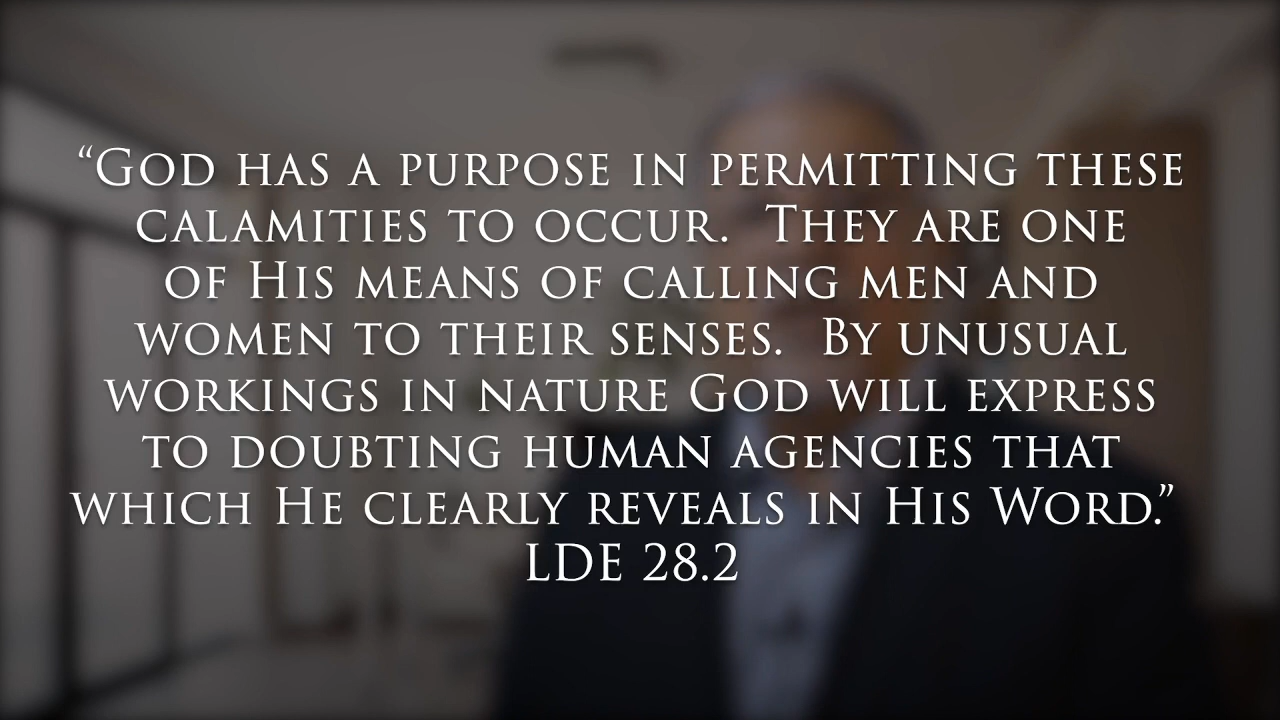 “God has a purpose in permitting these
calamities to occur.  They are one
of His means of calling men and
women to their senses.  By unusual
workings in nature God will express
to doubting human agencies that
which He clearly reveals in His Word.”
LDE 28.2